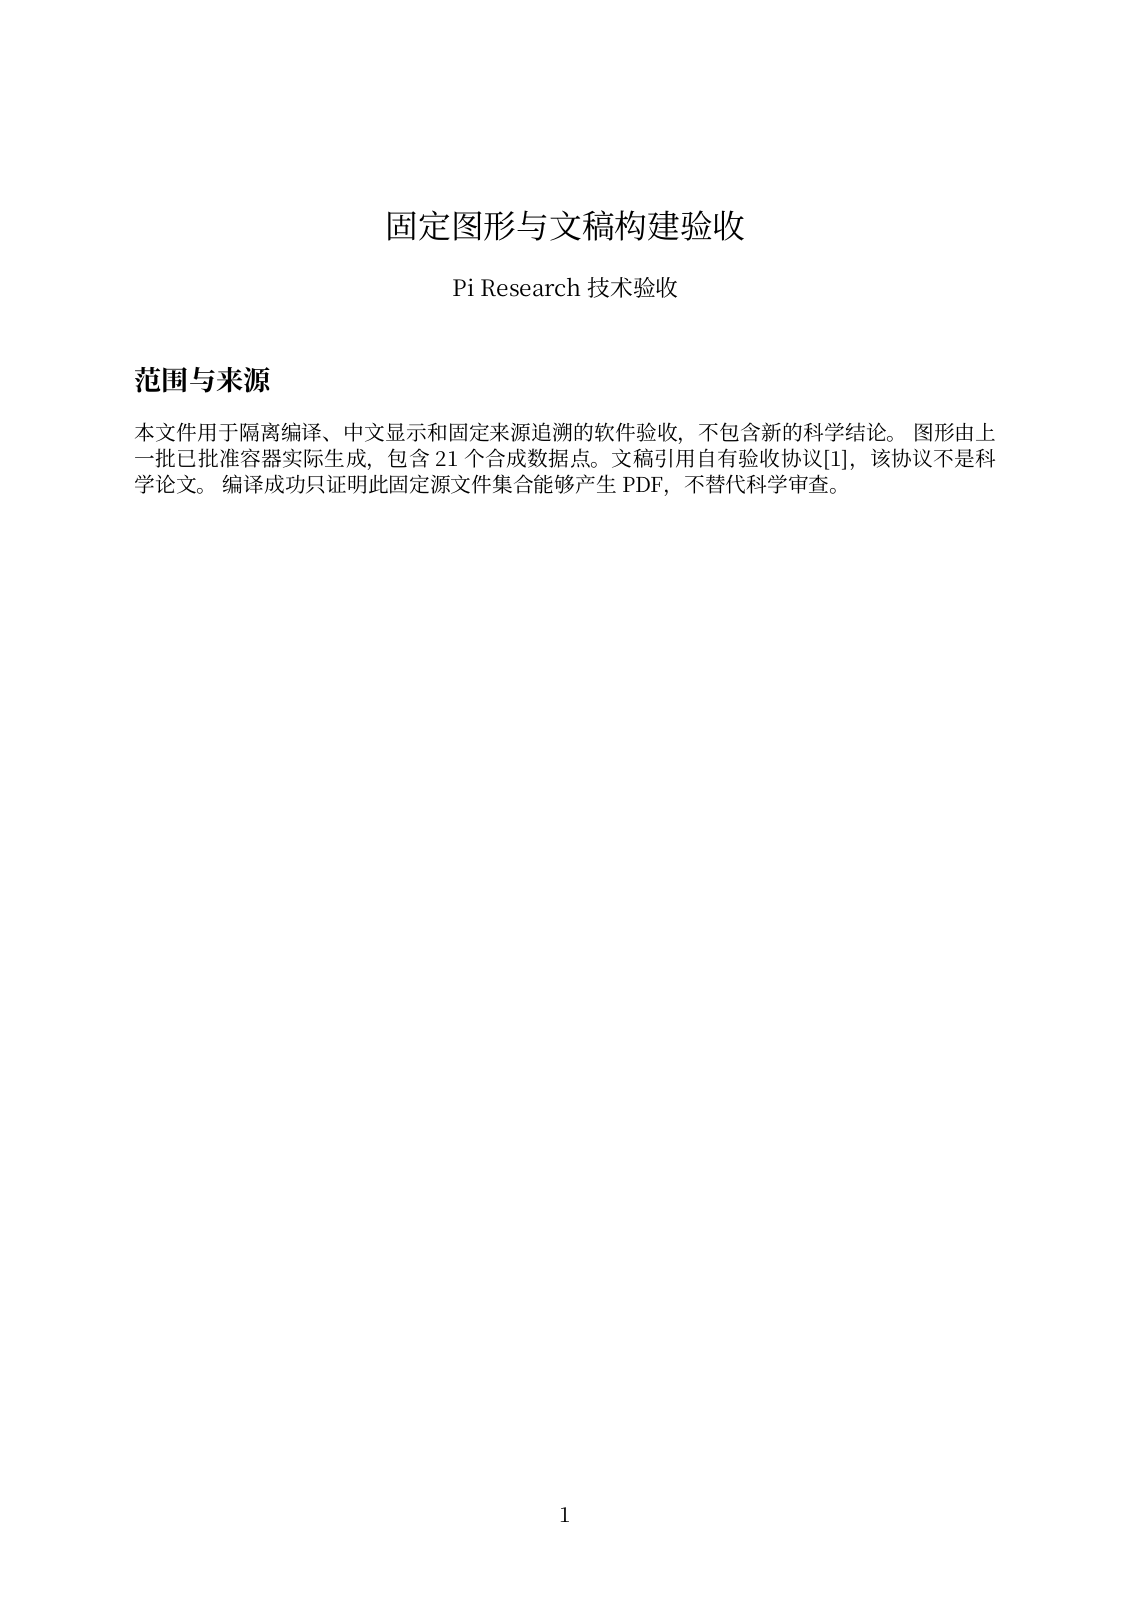 固定图形与文稿构建验收
Pi Research 技术验收
范围与来源
本文件用于隔离编译、中文显示和固定来源追溯的软件验收，不包含新的科学结论。 图形由上
一批已批准容器实际生成，包含 21 个合成数据点。文稿引用自有验收协议[1]，该协议不是科
学论文。 编译成功只证明此固定源文件集合能够产生 PDF，不替代科学审查。
1